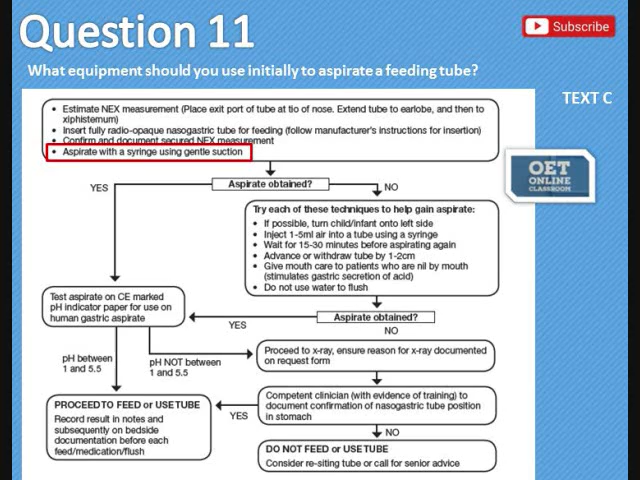 Question 11
Subscribe
What equipment should you use initially to aspirate a feeding tube?
TEXT C
• Estimate NEX measurement (Place exit port of tube at tio of nose. Extend tube to earlobe, and then to
xiphistemum)
• Insert fully radio-opaque nasogastric tube for feeding (follow manufacturer's instructions for insertion)
• Confirm and document secured NEX measurement
• Aspirate with a syringe using gentle suction
OET
ONLINE
CLASSROOM
YES
Aspirate obtained?
NO
Try each of these techniques to help gain aspirate:
• If possible, turn child/infant onto left side
• Inject 1-5ml air into a tube using a syringe
• Wait for 15-30 minutes before aspirating again
• Advance or withdraw tube by 1-2cm
• Give mouth care to patients who are nil by mouth
(stimulates gastric secretion of acid)
• Do not use water to flush
Test aspirate on CE marked
pH indicator paper for use on
human gastric aspirate
YES
Aspirate obtained?
NO
pH between
1 and 5.5
pH NOT between
1 and 5.5
Proceed to x-ray, ensure reason for x-ray documented
on request form
Competent clinician (with evidence of training) to
document confirmation of nasogastric tube position
in stomach
YES
NO
PROCEED TO FEED or USE TUBE
Record result in notes and
subsequently on bedside
documentation before each
feed/medication/flush
DO NOT FEED or USE TUBE
Consider re-siting tube or call for senior advice